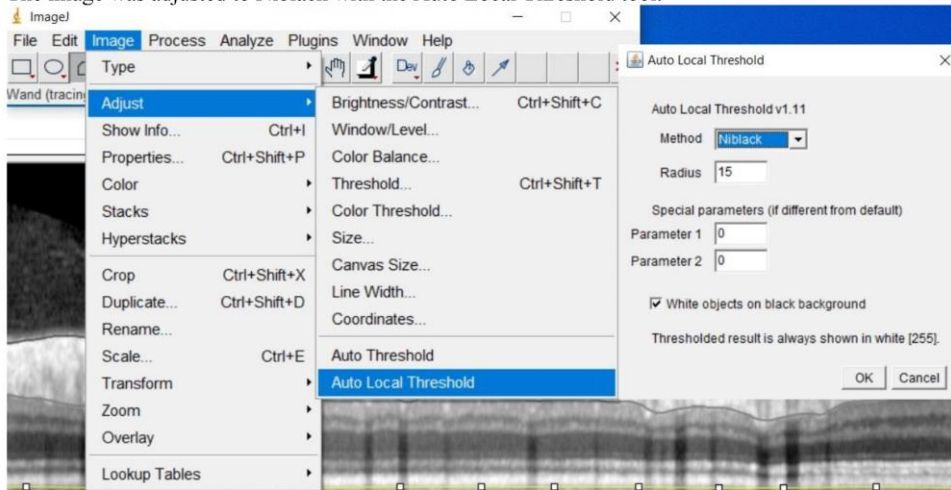 ImageJ
File Edit Image Process Analyze Plugins Window Help
Dev
Wand (tracin
Type
Adjust
Show Info... Ctrl+I
Properties... Ctrl+Shift+P
Color
Stacks
Hyperstacks
Crop Ctrl+Shift+X
Duplicate... Ctrl+Shift+D
Rename...
Scale... Ctrl+E
Transform
Zoom
Overlay
Lookup Tables
Brightness/Contrast... Ctrl+Shift+C
Window/Level...
Color Balance...
Threshold... Ctrl+Shift+T
Color Threshold...
Size...
Canvas Size...
Line Width...
Coordinates...
Auto Threshold
Auto Local Threshold
Auto Local Threshold
Auto Local Threshold v1.11
Method Niblack
Radius 15
Special parameters (if different from default)
Parameter 1 0
Parameter 2 0
White objects on black background
Thresholded result is always shown in white [255].
OK Cancel